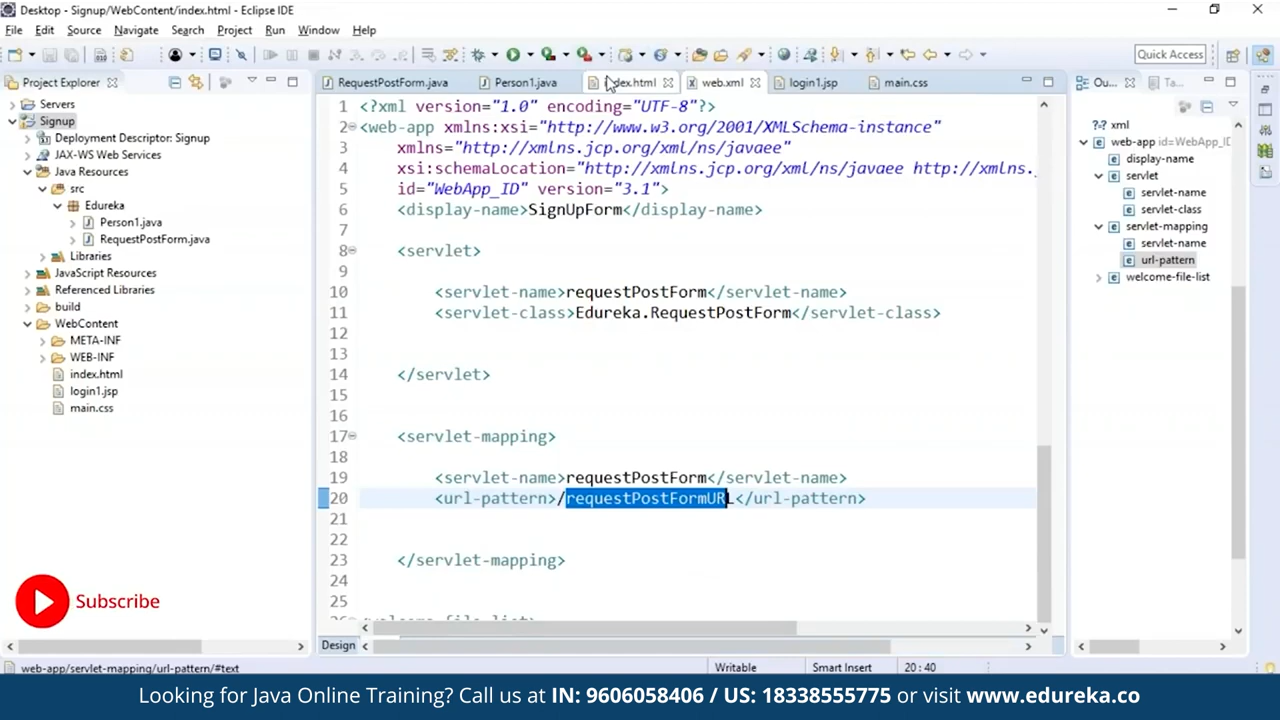 Desktop - Signup/WebContent/index.html - Eclipse IDE
File Edit Source Navigate Search Project Run Window Help
Quick Access
Project Explorer
Servers
Signup
Deployment Descriptor: Signup
JAX-WS Web Services
Java Resources
src
Edureka
Person1.java
RequestPostForm.java
Libraries
JavaScript Resources
Referenced Libraries
build
WebContent
META-INF
WEB-INF
index.html
login1.jsp
main.css
RequestPostForm.java Person1.java index.html web.xml login1.jsp main.css
1 <?xml version="1.0" encoding="UTF-8"?>
2 <web-app xmlns:xsi="http://www.w3.org/2001/XMLSchema-instance"
3 xmlns="http://xmlns.jcp.org/xml/ns/javaee"
4 xsi:schemaLocation="http://xmlns.jcp.org/xml/ns/javaee http://xmlns.
5 id="WebApp_ID" version="3.1">
6 <display-name>SignUpForm</display-name>
7
8 <servlet>
9
10 <servlet-name>requestPostForm</servlet-name>
11 <servlet-class>Edureka.RequestPostForm</servlet-class>
12
13
14 </servlet>
15
16
17 <servlet-mapping>
18
19 <servlet-name>requestPostForm</servlet-name>
20 <url-pattern>/requestPostFormURL</url-pattern>
21
22
23 </servlet-mapping>
24
25
Design
Ou... Ta...
xml
web-app id=WebApp_ID
display-name
servlet
servlet-name
servlet-class
servlet-mapping
servlet-name
url-pattern
welcome-file-list
Subscribe
web-app/servlet-mapping/url-pattern/#text Writable Smart Insert 20:40
Looking for Java Online Training? Call us at IN: 9606058406 / US: 18338555775 or visit www.edureka.co